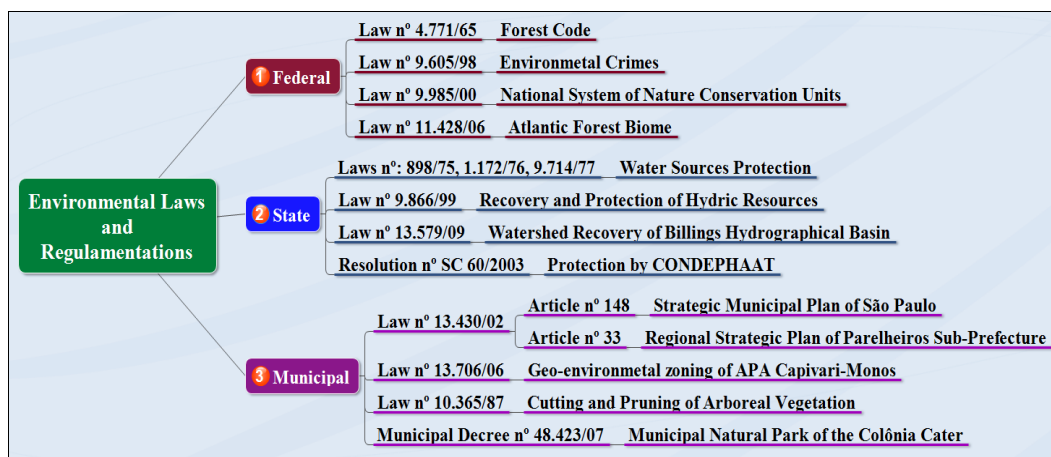 Environmental Laws
and
Regulamentations
1 Federal
Law nº 4.771/65 Forest Code
Law nº 9.605/98 Environmetal Crimes
Law nº 9.985/00 National System of Nature Conservation Units
Law nº 11.428/06 Atlantic Forest Biome
2 State
Laws nº: 898/75, 1.172/76, 9.714/77 Water Sources Protection
Law nº 9.866/99 Recovery and Protection of Hydric Resources
Law nº 13.579/09 Watershed Recovery of Billings Hydrographical Basin
Resolution nº SC 60/2003 Protection by CONDEPHAAT
3 Municipal
Law nº 13.430/02
Article nº 148 Strategic Municipal Plan of São Paulo
Article nº 33 Regional Strategic Plan of Parelheiros Sub-Prefecture
Law nº 13.706/06 Geo-environmetal zoning of APA Capivari-Monos
Law nº 10.365/87 Cutting and Pruning of Arboreal Vegetation
Municipal Decree nº 48.423/07 Municipal Natural Park of the Colônia Cater